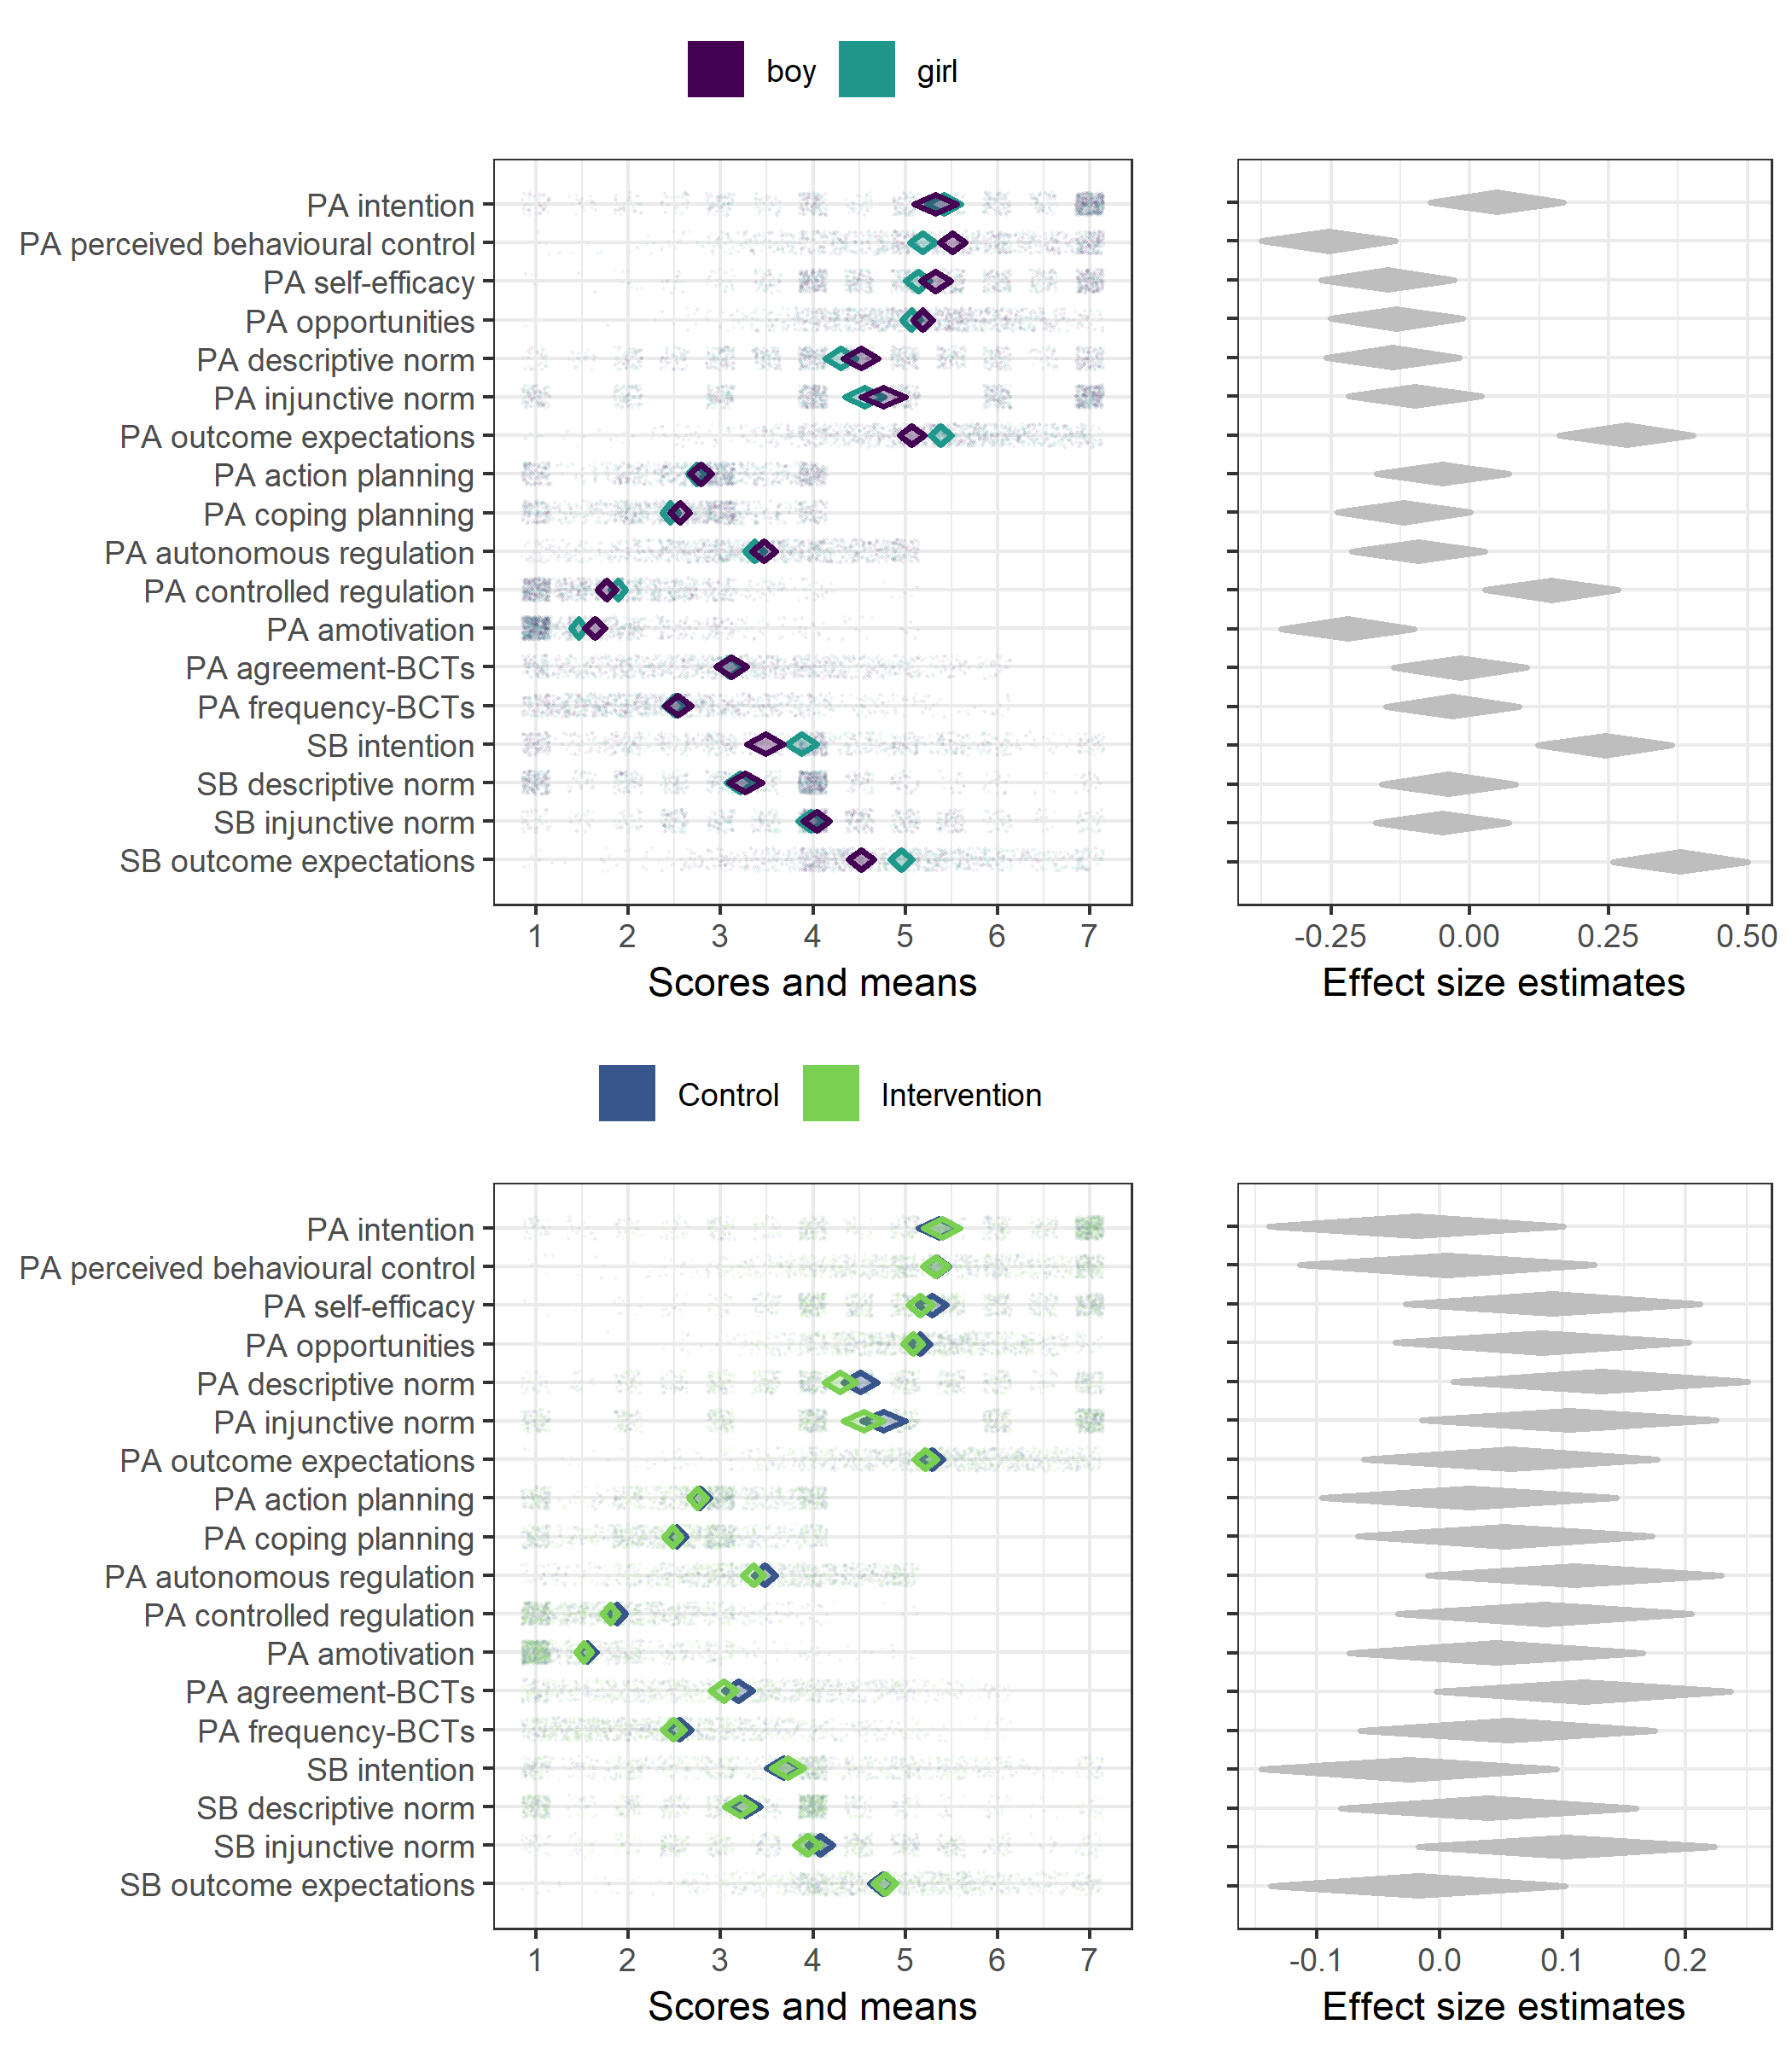 boy girl
PA intention
PA perceived behavioural control
PA self-efficacy
PA opportunities
PA descriptive norm
PA injunctive norm
PA outcome expectations
PA action planning
PA coping planning
PA autonomous regulation
PA controlled regulation
PA amotivation
PA agreement-BCTs
PA frequency-BCTs
SB intention
SB descriptive norm
SB injunctive norm
SB outcome expectations
1 2 3 4 5 6 7
Scores and means
-0.25 0.00 0.25 0.50
Effect size estimates
Control Intervention
PA intention
PA perceived behavioural control
PA self-efficacy
PA opportunities
PA descriptive norm
PA injunctive norm
PA outcome expectations
PA action planning
PA coping planning
PA autonomous regulation
PA controlled regulation
PA amotivation
PA agreement-BCTs
PA frequency-BCTs
SB intention
SB descriptive norm
SB injunctive norm
SB outcome expectations
1 2 3 4 5 6 7
Scores and means
-0.1 0.0 0.1 0.2
Effect size estimates